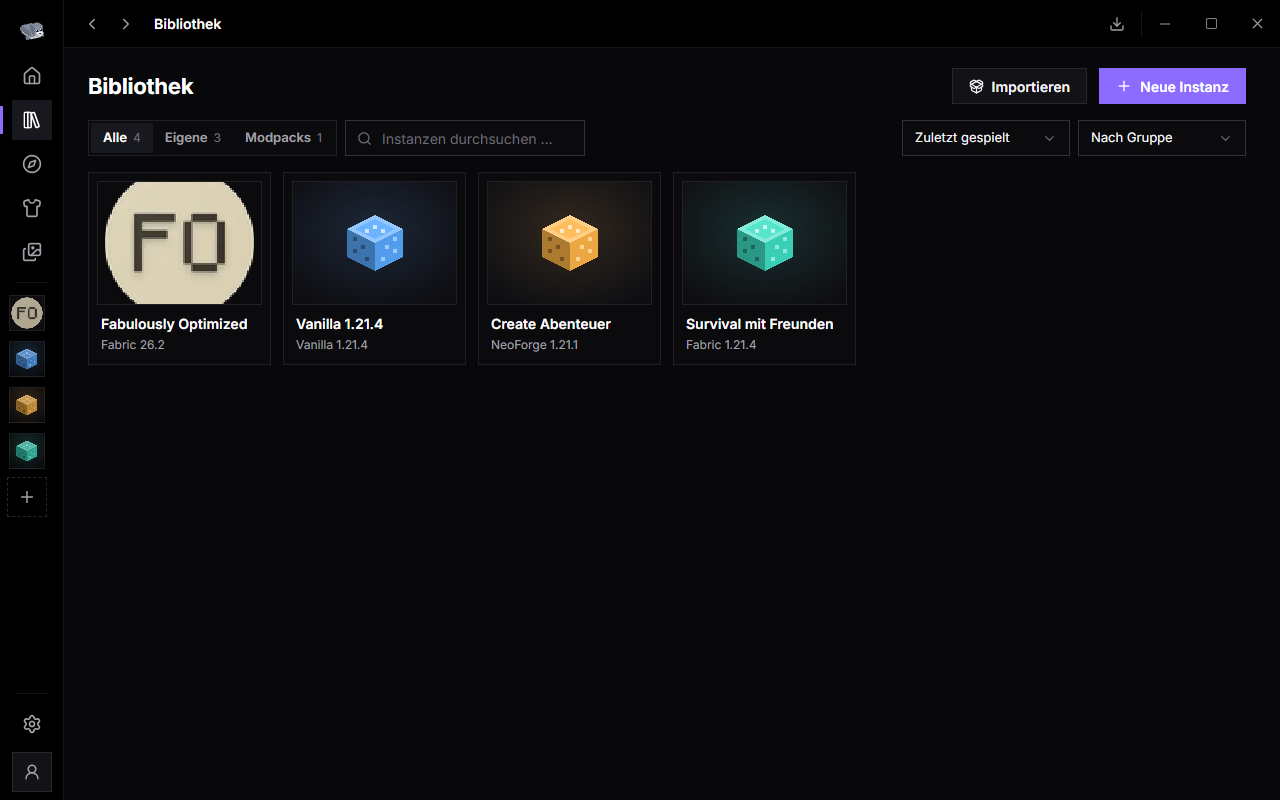 Bibliothek
Bibliothek
Importieren
Neue Instanz
Alle 4
Eigene 3
Modpacks 1
Instanzen durchsuchen ...
Zuletzt gespielt
Nach Gruppe
FO
Fabulously Optimized
Fabric 26.2
Vanilla 1.21.4
Vanilla 1.21.4
Create Abenteuer
NeoForge 1.21.1
Survival mit Freunden
Fabric 1.21.4
FO